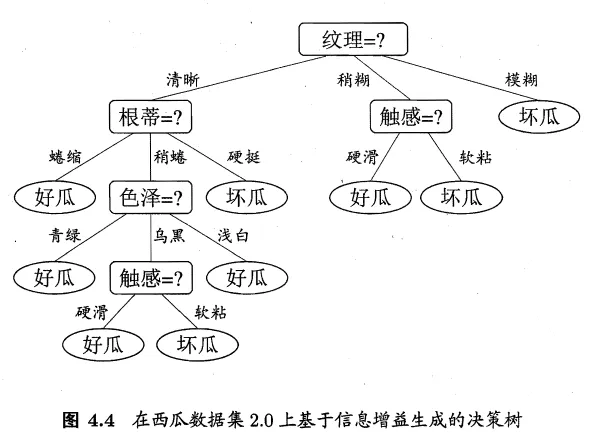 纹理=?
清晰 稍糊 模糊
根蒂=? 触感=? 坏瓜
蜷缩 稍蜷 硬挺 硬滑 软粘
好瓜 色泽=? 坏瓜 好瓜 坏瓜
青绿 乌黑 浅白
好瓜 触感=? 好瓜
硬滑 软粘
好瓜 坏瓜
图 4.4 在西瓜数据集2.0上基于信息增益生成的决策树